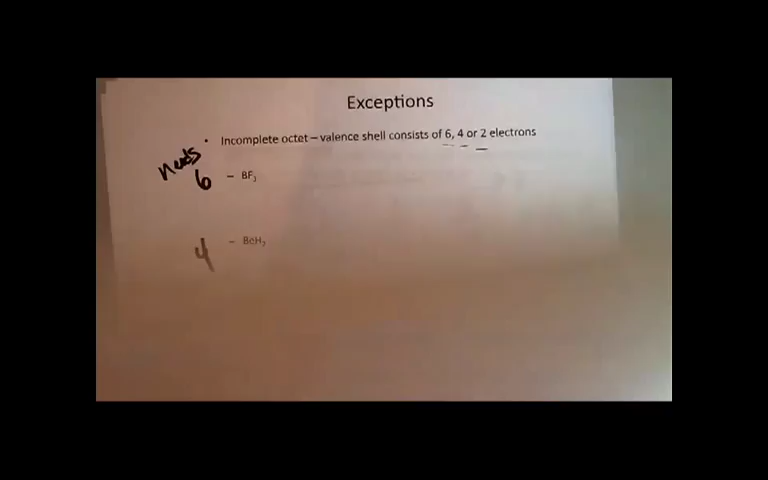 Exceptions
• Incomplete octet – valence shell consists of 6, 4 or 2 electrons
needs
6 – BF₃
4 – BeH₂